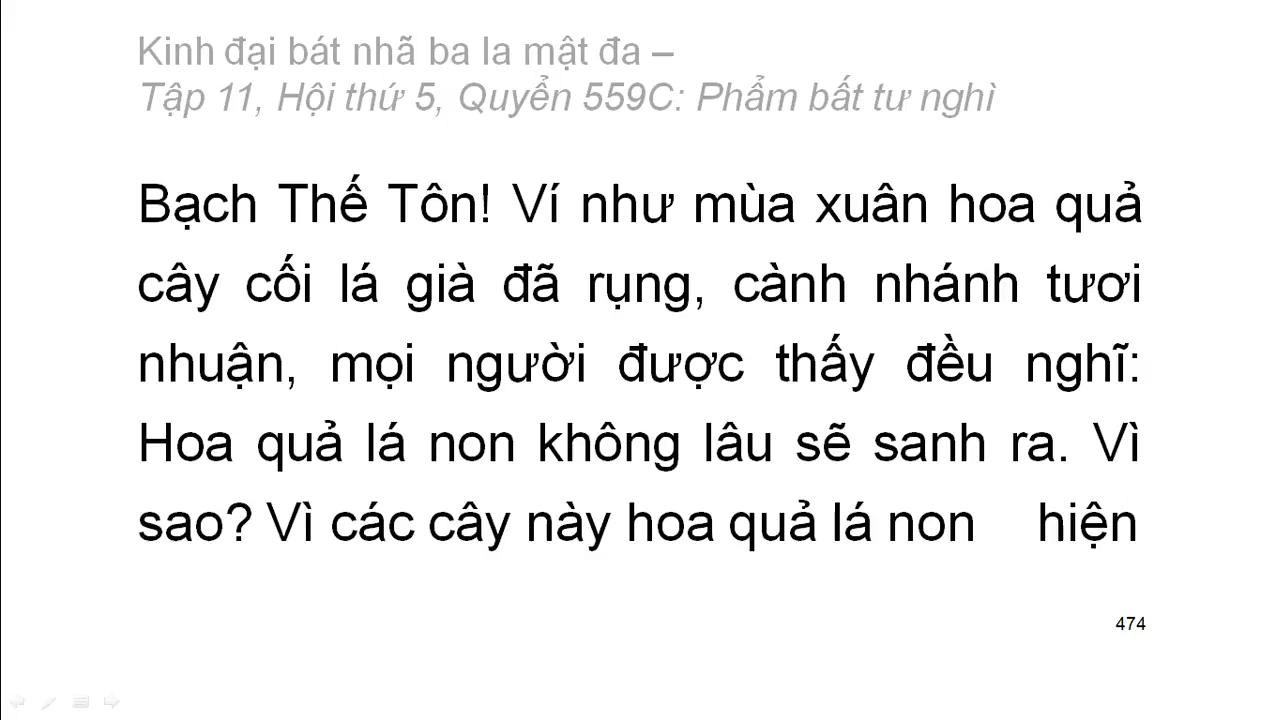 Kinh đại bát nhã ba la mật đa –
Tập 11, Hội thứ 5, Quyển 559C: Phẩm bất tư nghì
Bạch Thế Tôn! Ví như mùa xuân hoa quả
cây cối lá già đã rụng, cành nhánh tươi
nhuận, mọi người được thấy đều nghĩ:
Hoa quả lá non không lâu sẽ sanh ra. Vì
sao? Vì các cây này hoa quả lá non hiện
474